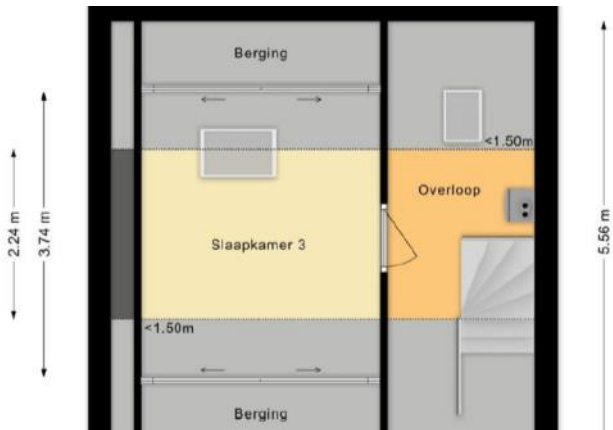 Berging
<1.50m
Overloop
Slaapkamer 3
2.24 m
3.74 m
5.56 m
<1.50m
Berging